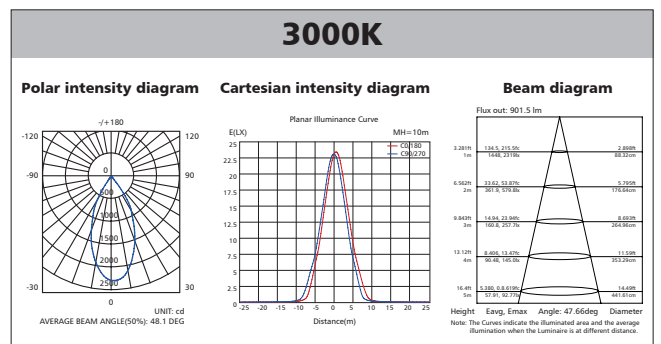 3000K
Polar intensity diagram
-/+180
-120
120
-90
90
0
500
1000
1500
2000
2500
-30
30
0
UNIT: cd
AVERAGE BEAM ANGLE(50%): 48.1 DEG
Cartesian intensity diagram
Planar Illuminance Curve
E(LX)
MH=10m
C0/180
C90/270
25
22.5
20
17.5
15
12.5
10
7.5
5
2.5
0
-25 -20 -15 -10 -5 0 5 10 15 20 25
Distance(m)
Beam diagram
Flux out: 901.5 lm
3.281ft 134.5, 215.5fc 2.898ft
1m 1448, 2319lx 88.32cm
6.562ft 33.62, 53.87fc 5.795ft
2m 361.9, 579.8lx 176.64cm
9.843ft 14.94, 23.94fc 8.693ft
3m 160.8, 257.7lx 264.96cm
13.12ft 8.406, 13.47fc 11.59ft
4m 90.48, 145.0lx 353.29cm
16.4ft 5.380, 0.8.619fc 14.49ft
5m 57.91, 92.77lx 441.61cm
Height Eavg, Emax Angle: 47.66deg Diameter
Note: The Curves indicate the illuminated area and the average
illumination when the Luminaire is at different distance.